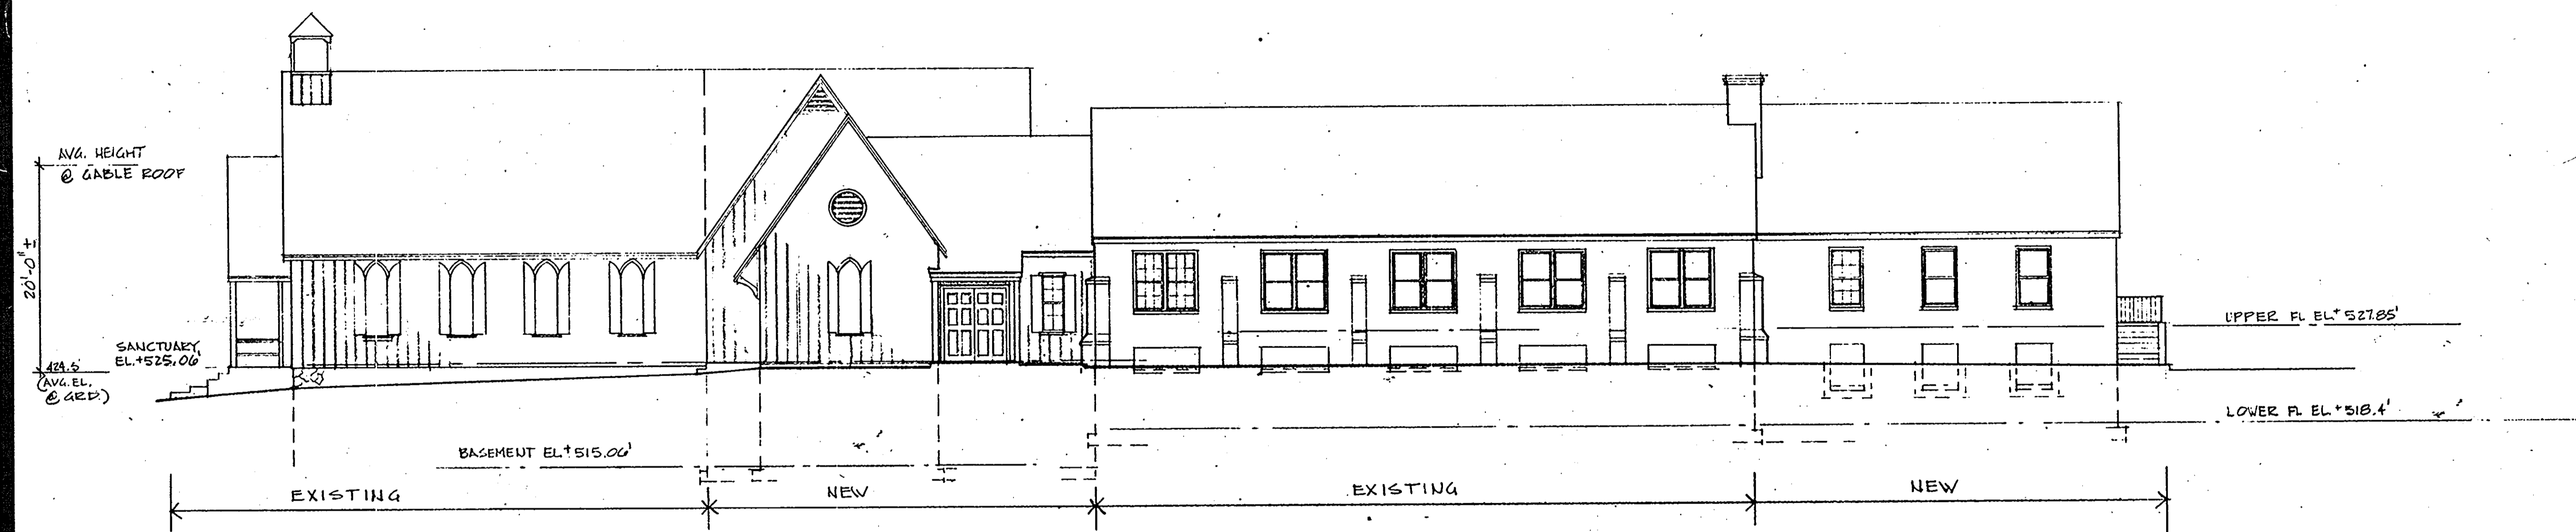 AVG. HEIGHT
@ GABLE ROOF
20'-0" ±
SANCTUARY
EL.+525.06'
424.5'
(AVG. EL.
@ GRD.)
UPPER FL EL+527.85'
LOWER FL EL+518.4'
BASEMENT EL+515.06'
EXISTING
NEW
EXISTING
NEW